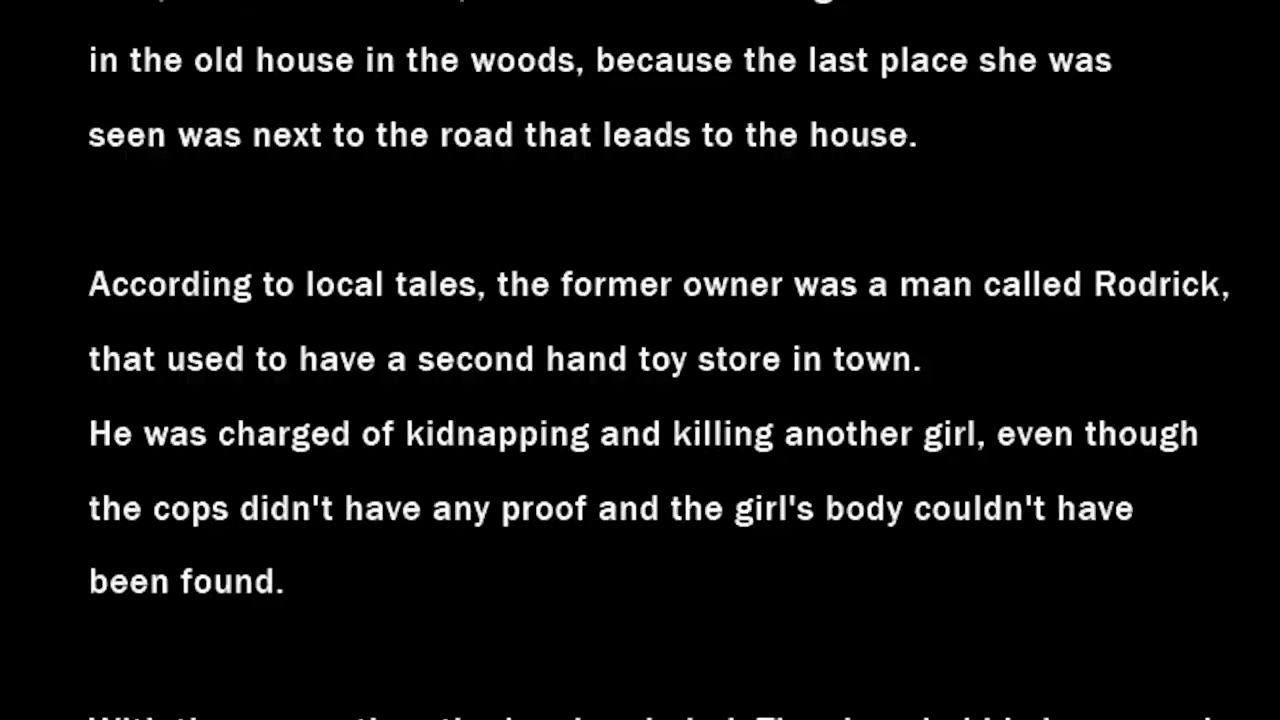 in the old house in the woods, because the last place she was
seen was next to the road that leads to the house.
According to local tales, the former owner was a man called Rodrick,
that used to have a second hand toy store in town.
He was charged of kidnapping and killing another girl, even though
the cops didn't have any proof and the girl's body couldn't have
been found.